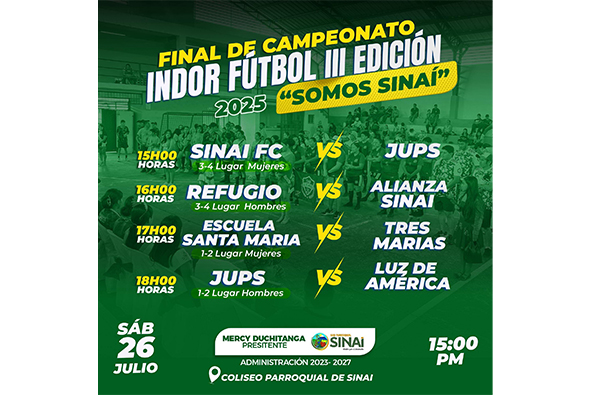 FINAL DE CAMPEONATO
INDOR FÚTBOL III EDICIÓN
2025 "SOMOS SINAÍ"
15H00 HORAS
SINAI FC
3-4 Lugar Mujeres
VS
JUPS
16H00 HORAS
REFUGIO
3-4 Lugar Hombres
VS
ALIANZA
SINAI
17H00 HORAS
ESCUELA
SANTA MARIA
1-2 Lugar Mujeres
VS
TRES
MARIAS
18H00 HORAS
JUPS
1-2 Lugar Hombres
VS
LUZ DE
AMÉRICA
SÁB
26
JULIO
MERCY DUCHITANGA
PRESITENTE
SINAí
ADMINISTRACIÓN 2023- 2027
COLISEO PARROQUIAL DE SINAI
15:00
PM